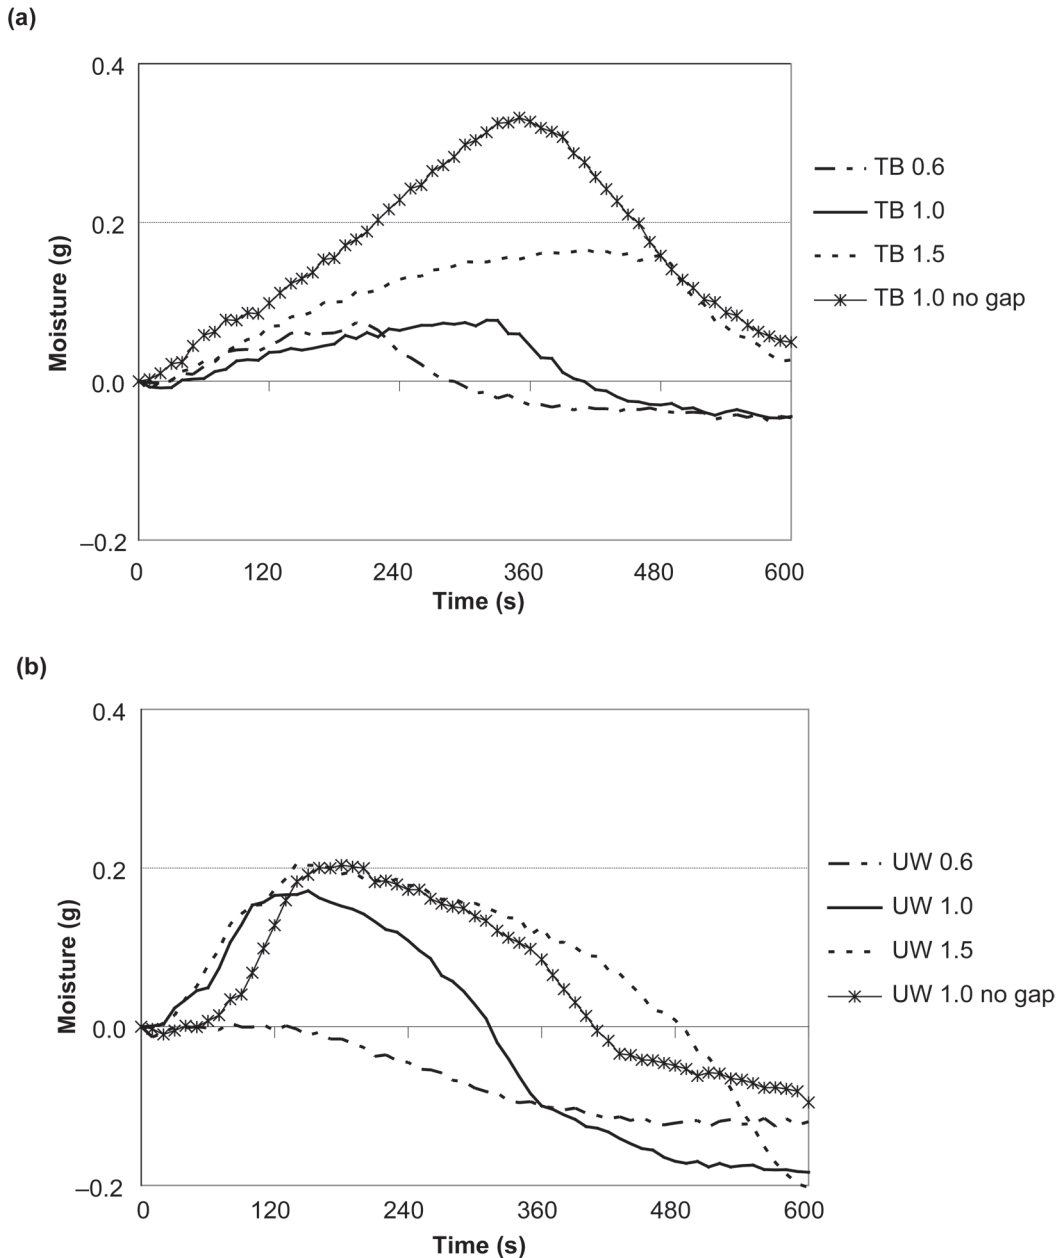 (a)
0.4
0.2
0.0
–0.2
Moisture (g)
0 120 240 360 480 600
Time (s)
TB 0.6
TB 1.0
TB 1.5
TB 1.0 no gap
(b)
0.4
0.2
0.0
–0.2
Moisture (g)
0 120 240 360 480 600
Time (s)
UW 0.6
UW 1.0
UW 1.5
UW 1.0 no gap